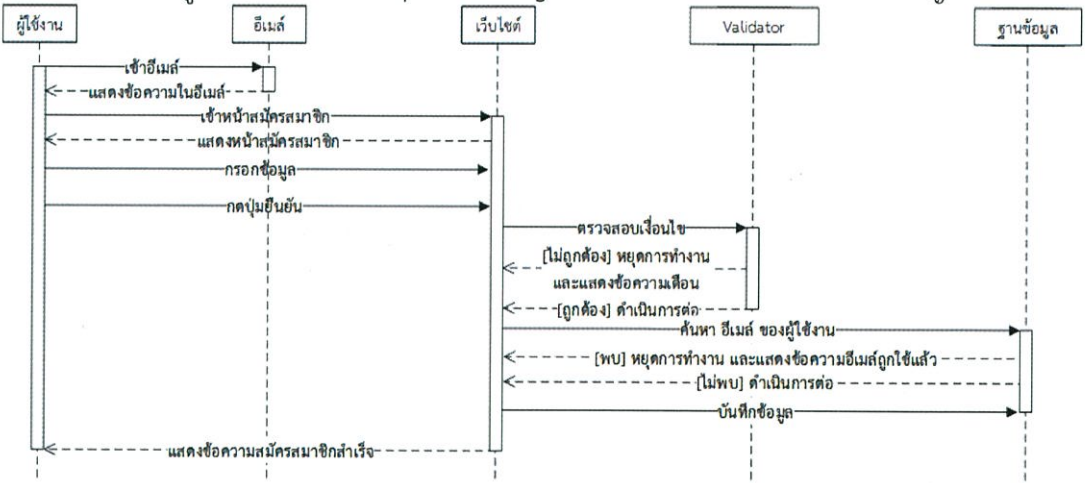 ผู้ใช้งาน
อีเมล์
เว็บไซต์
Validator
ฐานข้อมูล
เข้าอีเมล์
แสดงข้อความในอีเมล์
เข้าหน้าสมัครสมาชิก
แสดงหน้าสมัครสมาชิก
กรอกข้อมูล
กดปุ่มยืนยัน
ตรวจสอบเงื่อนไข
[ไม่ถูกต้อง] หยุดการทำงาน
และแสดงข้อความเตือน
[ถูกต้อง] ดำเนินการต่อ
ค้นหา อีเมล์ ของผู้ใช้งาน
[พบ] หยุดการทำงาน และแสดงข้อความอีเมล์ถูกใช้แล้ว
[ไม่พบ] ดำเนินการต่อ
บันทึกข้อมูล
แสดงข้อความสมัครสมาชิกสำเร็จ